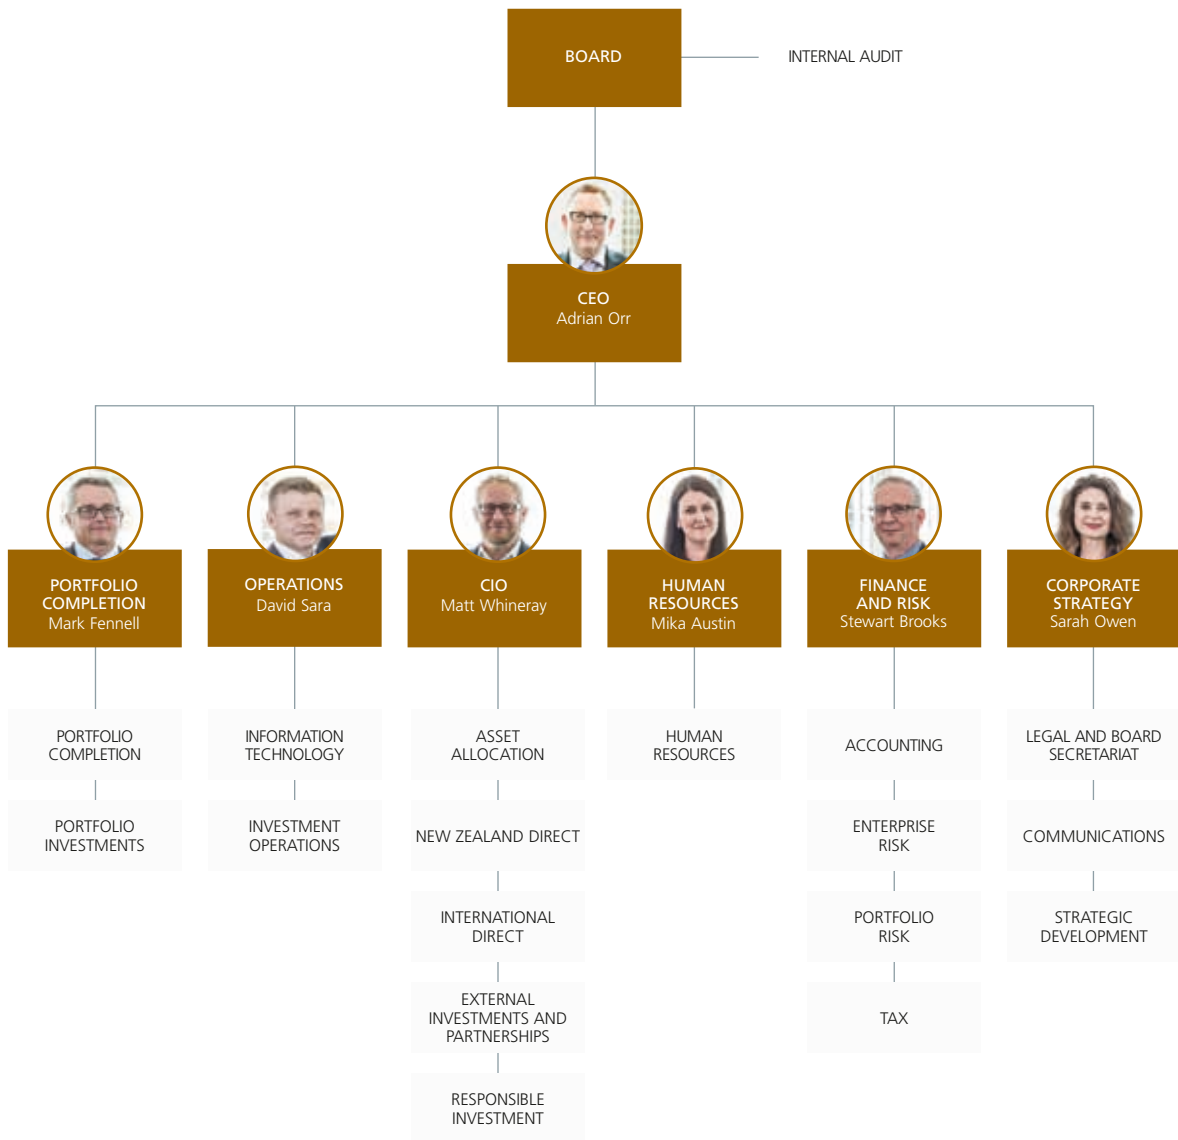 BOARD
INTERNAL AUDIT
CEO
Adrian Orr
PORTFOLIO
COMPLETION
Mark Fennell
OPERATIONS
David Sara
CIO
Matt Whineray
HUMAN
RESOURCES
Mika Austin
FINANCE
AND RISK
Stewart Brooks
CORPORATE
STRATEGY
Sarah Owen
PORTFOLIO
COMPLETION
PORTFOLIO
INVESTMENTS
INFORMATION
TECHNOLOGY
INVESTMENT
OPERATIONS
ASSET
ALLOCATION
NEW ZEALAND DIRECT
INTERNATIONAL
DIRECT
EXTERNAL
INVESTMENTS AND
PARTNERSHIPS
RESPONSIBLE
INVESTMENT
HUMAN
RESOURCES
ACCOUNTING
ENTERPRISE
RISK
PORTFOLIO
RISK
TAX
LEGAL AND BOARD
SECRETARIAT
COMMUNICATIONS
STRATEGIC
DEVELOPMENT